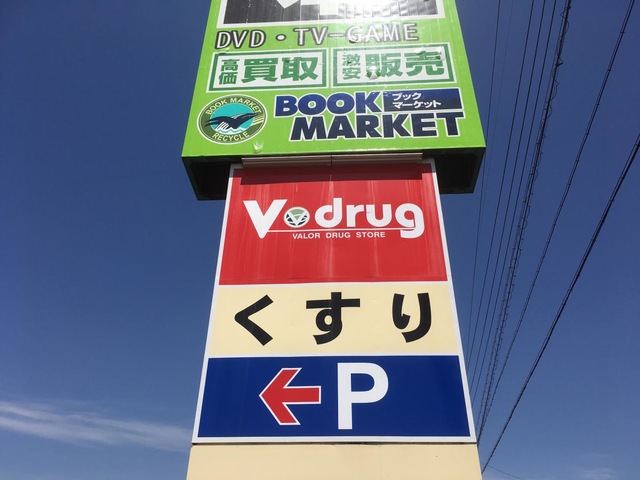 DVD・TV-GAME
高価 買取 激安 販売
BOOK MARKET RECYCLE
BOOK ブック
MARKET マーケット
V drug
VALOR DRUG STORE
くすり
← P